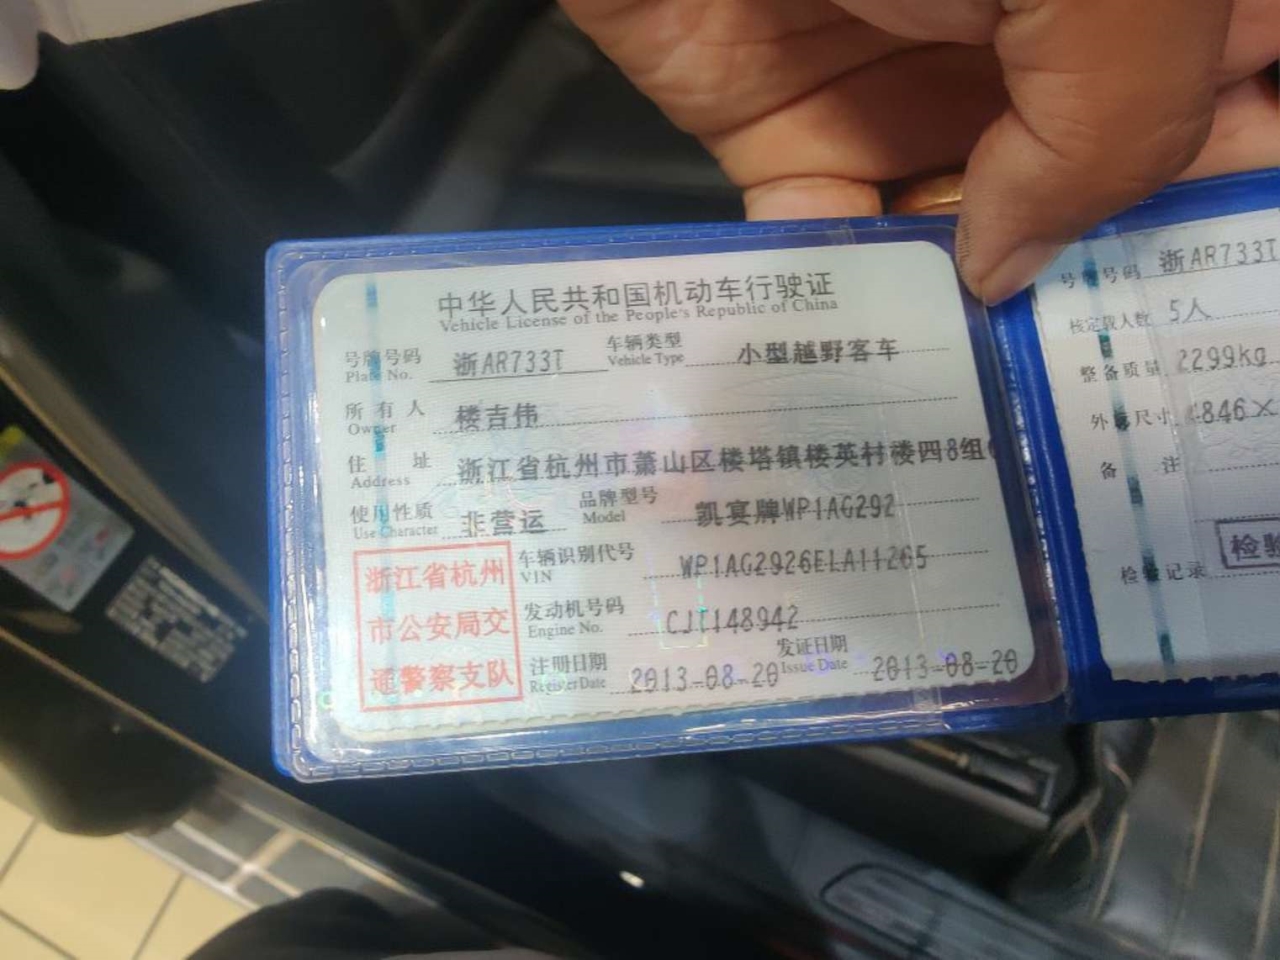 中华人民共和国机动车行驶证
Vehicle License of the People's Republic of China
号牌号码 浙AR733T 车辆类型 小型越野客车
Plate No. Vehicle Type
所有人 楼吉伟
Owner
住址 浙江省杭州市萧山区楼塔镇楼英村楼四8组
Address
使用性质 非营运 品牌型号 凯宴牌WP1AG292
Use Character Model
浙江省杭州
市公安局交
通警察支队
车辆识别代号 WP1AG2926ELA11265
VIN
发动机号码 CJT148942
Engine No.
注册日期 2013-08-20 发证日期 2013-08-20
Register Date Issue Date
号牌号码 浙AR733T
核定载人数 5人
整备质量 2299kg
外廓尺寸 4846×
备注
检验记录 检验